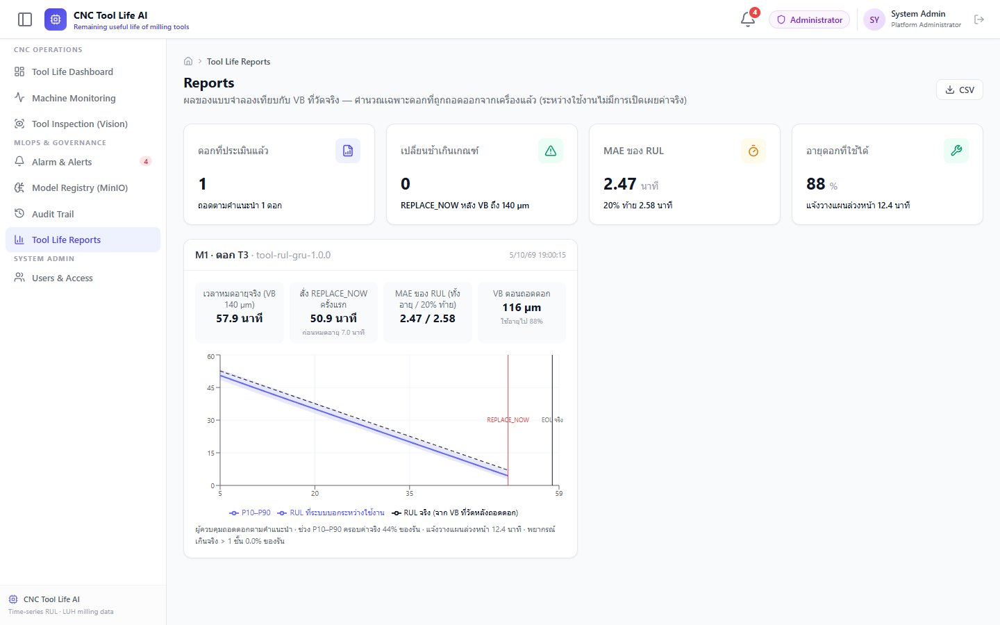 CNC Tool Life AI
Remaining useful life of milling tools
4
Administrator
SY
System Admin
Platform Administrator
CNC OPERATIONS
Tool Life Dashboard
Machine Monitoring
Tool Inspection (Vision)
MLOPS & GOVERNANCE
Alarm & Alerts
4
Model Registry (MinIO)
Audit Trail
Tool Life Reports
SYSTEM ADMIN
Users & Access
CNC Tool Life AI
Time-series RUL · LUH milling data
Tool Life Reports
Reports
ผลของแบบจำลองเทียบกับ VB ที่วัดจริง — คำนวณเฉพาะดอกที่ถูกถอดออกจากเครื่องแล้ว (ระหว่างใช้งานไม่มีการเปิดเผยค่าจริง)
CSV
ดอกที่ประเมินแล้ว
1
ถอดตามคำแนะนำ 1 ดอก
เปลี่ยนช้าเกินเกณฑ์
0
REPLACE_NOW หลัง VB ถึง 140 µm
MAE ของ RUL
2.47 นาที
20% ท้าย 2.58 นาที
อายุดอกที่ใช้ได้
88 %
แจ้งวางแผนล่วงหน้า 12.4 นาที
M1 · ดอก T3 · tool-rul-gru-1.0.0
5/10/69 19:00:15
เวลาหมดอายุจริง (VB
140 µm)
57.9 นาที
สั่ง REPLACE_NOW
ครั้งแรก
50.9 นาที
ก่อนหมดอายุ 7.0 นาที
MAE ของ RUL (ทั้ง
อายุ / 20% ท้าย)
2.47 / 2.58
VB ตอนถอดดอก
116 µm
ใช้อายุไป 88%
60
45
30
15
0
REPLACE_NOW
EOL จริง
5
20
35
59
P10–P90
RUL ที่ระบบบอกระหว่างใช้งาน
RUL จริง (จาก VB ที่วัดหลังถอดดอก)
ผู้ควบคุมถอดดอกตามคำแนะนำ · ช่วง P10–P90 ครอบค่าจริง 44% ของรัน · แจ้งวางแผนล่วงหน้า 12.4 นาที · พยากรณ์
เกินจริง > 1 ชั้น 0.0% ของรัน